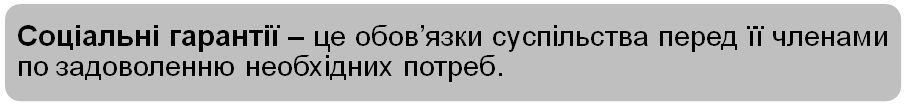 Соціальні гарантії – це обов’язки суспільства перед її членами
по задоволенню необхідних потреб.